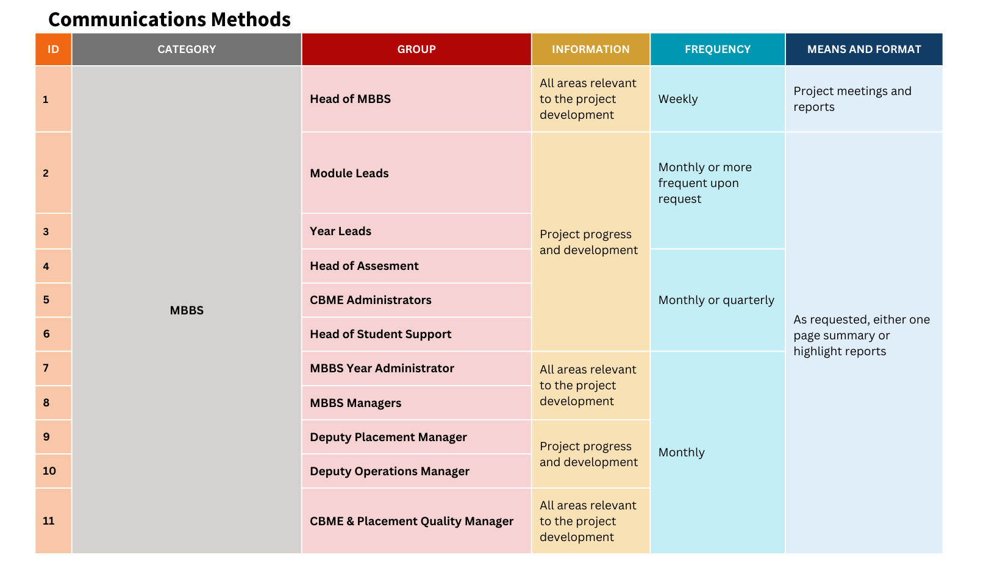 Communications Methods
ID CATEGORY GROUP INFORMATION FREQUENCY MEANS AND FORMAT
1
MBBS
Head of MBBS
All areas relevant
to the project
development
Weekly
Project meetings and
reports
2
Module Leads
Project progress
and development
Monthly or more
frequent upon
request
As requested, either one
page summary or
highlight reports
3
Year Leads
4
Head of Assesment
Monthly or quarterly
5
CBME Administrators
6
Head of Student Support
7
MBBS Year Administrator
All areas relevant
to the project
development
Monthly
8
MBBS Managers
9
Deputy Placement Manager
Project progress
and development
10
Deputy Operations Manager
11
CBME & Placement Quality Manager
All areas relevant
to the project
development